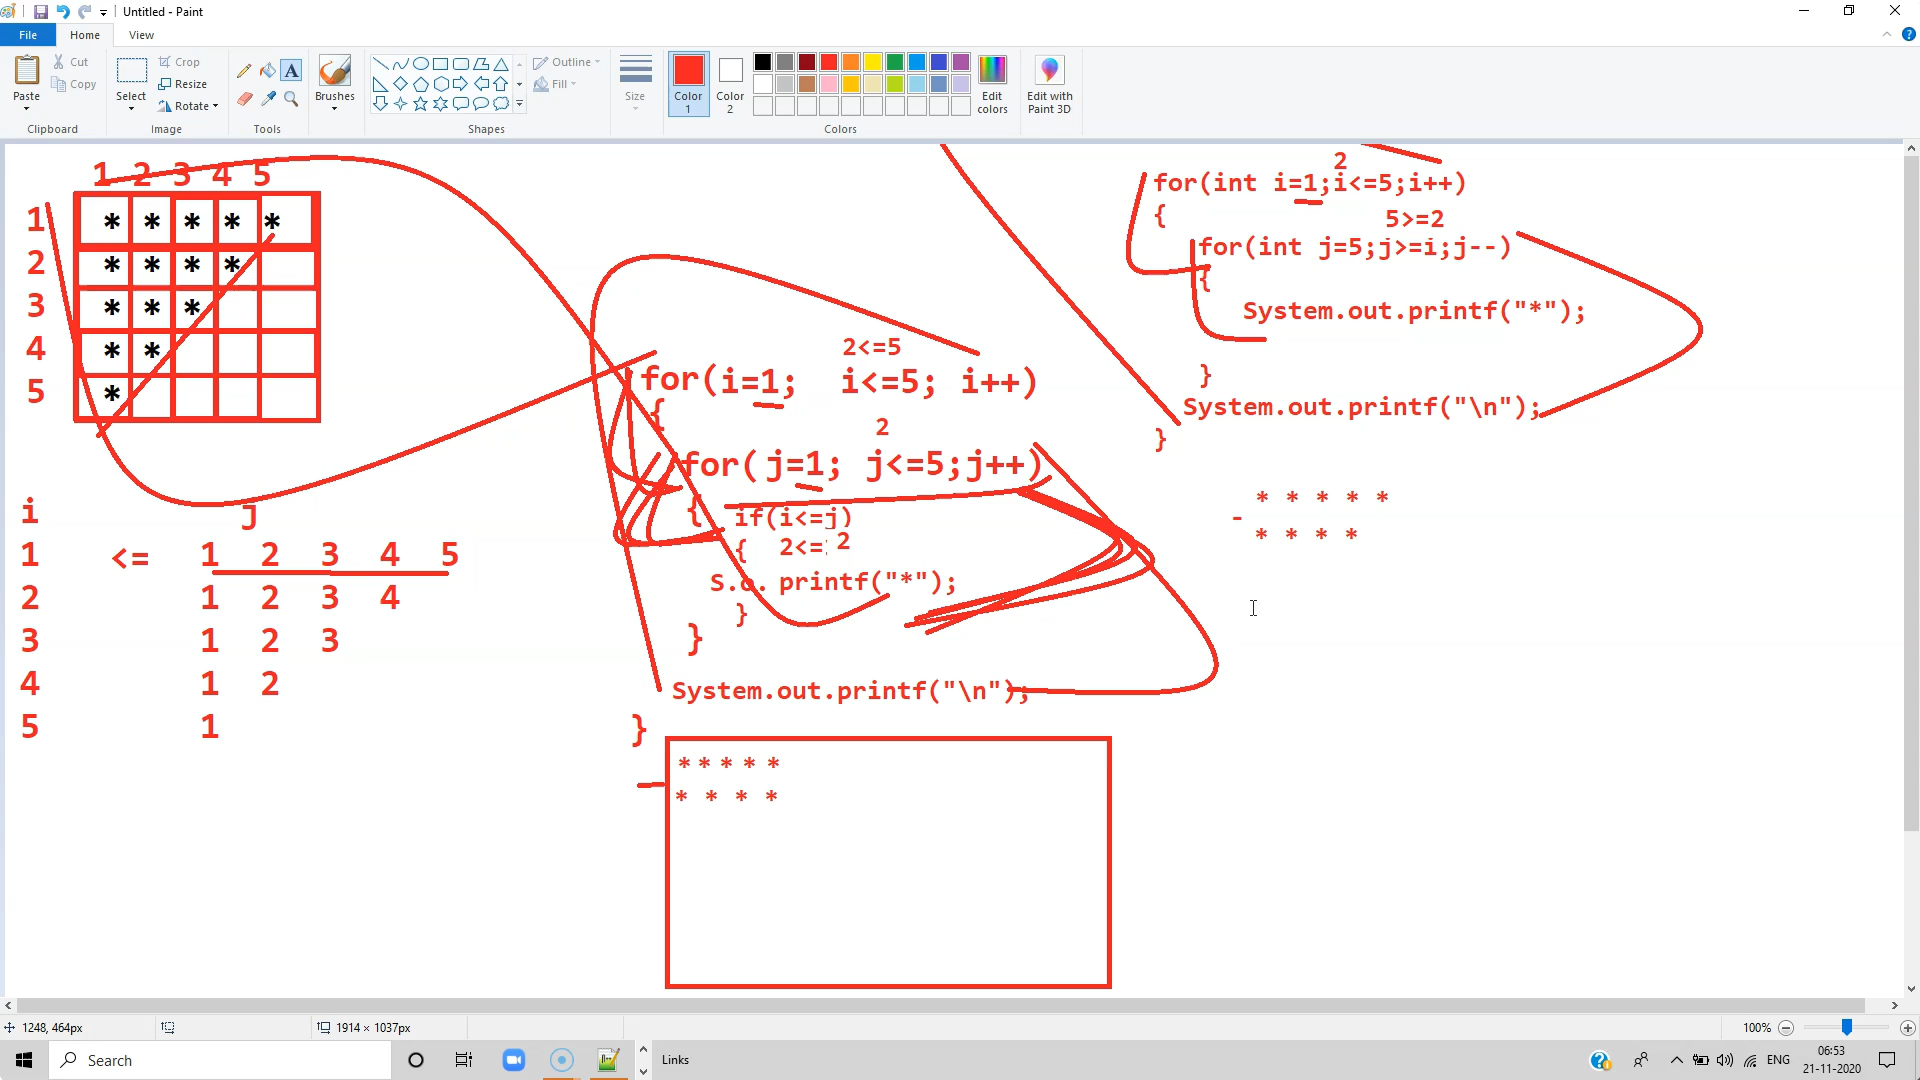 Untitled - Paint
File Home View
Paste
Cut
Copy
Clipboard
Select
Crop
Resize
Rotate
Image
A
Tools
Brushes
Shapes
Outline
Fill
Size
Color 1
Color 2
Edit colors
Colors
Edit with Paint 3D
1 2 3 4 5
1 * * * * *
2 * * * *
3 * * *
4 * *
5 *
i j
1 <= 1 2 3 4 5
2 1 2 3 4
3 1 2 3
4 1 2
5 1
2<=5
for(i=1; i<=5; i++)
{
2
for(j=1; j<=5;j++)
{ if(i<=j)
{ 2<= 2
S.o. printf("*");
}
}
System.out.printf("\n");
}
* * * * *
* * * *
2
for(int i=1;i<=5;i++)
{ 5>=2
for(int j=5;j>=i;j--)
{
System.out.printf("*");
}
System.out.printf("\n");
}
* * * * *
-
* * * *
1248, 464px
1914 × 1037px
100%
Search
Links
ENG
06:53
21-11-2020